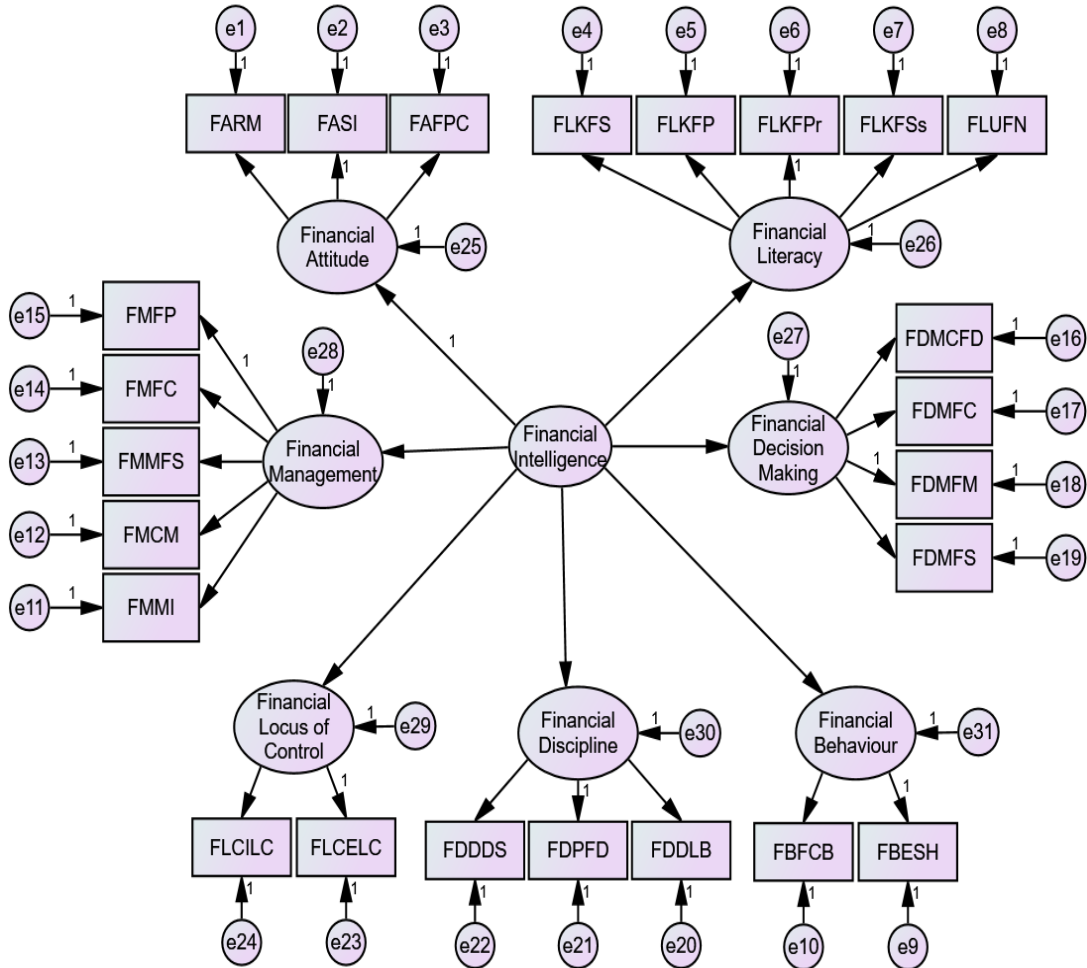 e1 e2 e3 e4 e5 e6 e7 e8
1 1 1 1 1 1 1 1
FARM FASI FAFPC FLKFS FLKFP FLKFPr FLKFSs FLUFN
1 1
Financial
Attitude
1 e25
Financial
Literacy
1 e26
e15 1 FMFP
e14 1 FMFC
e13 1 FMMFS
e12 1 FMCM
e11 1 FMMI
1
e28
1
Financial
Management
1
Financial
Intelligence
e27
1
Financial
Decision
Making
1
FDMCFD 1 e16
FDMFC 1 e17
FDMFM 1 e18
FDMFS 1 e19
Financial
Locus of
Control
1 e29
Financial
Discipline
1 e30
Financial
Behaviour
1 e31
1 1 1
FLCILC FLCELC FDDDS FDPFD FDDLB FBFCB FBESH
1 1 1 1 1 1 1
e24 e23 e22 e21 e20 e10 e9